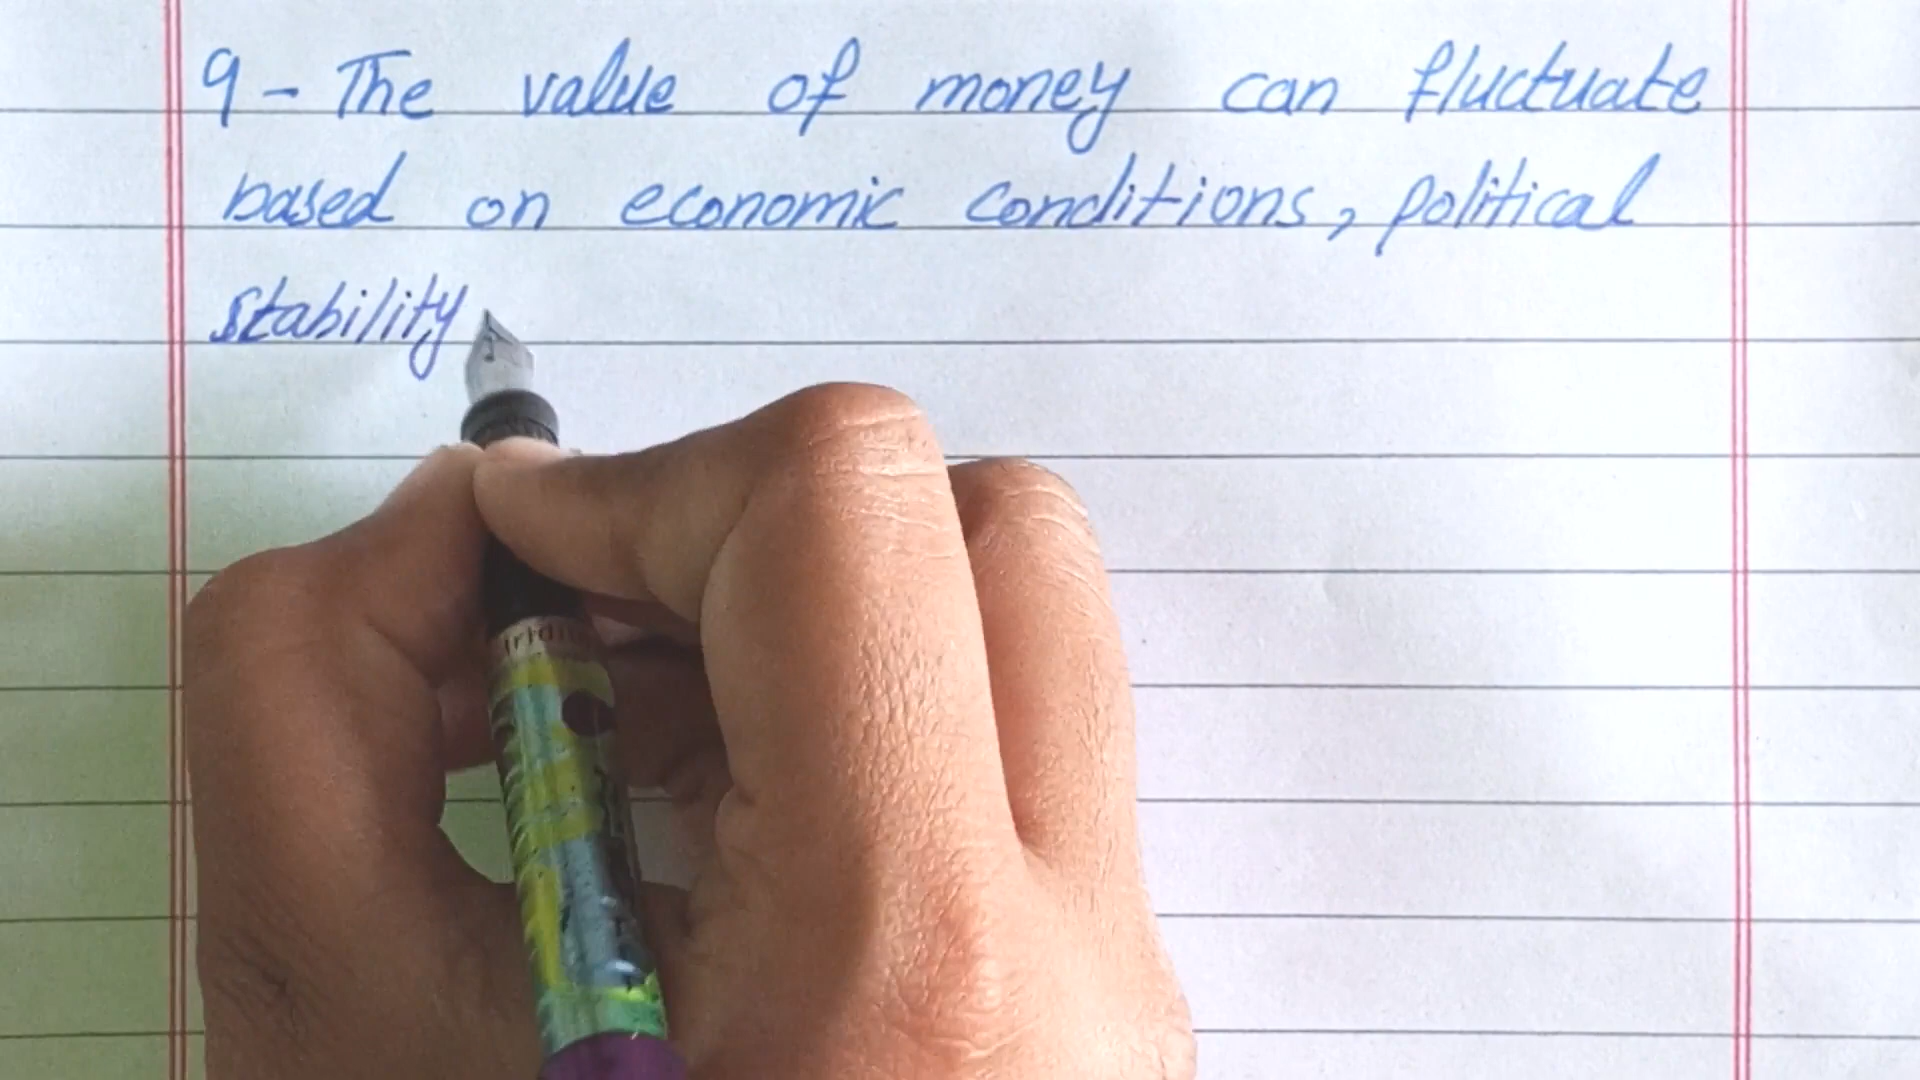 9 - The value of money can fluctuate
based on economic conditions, political
stability